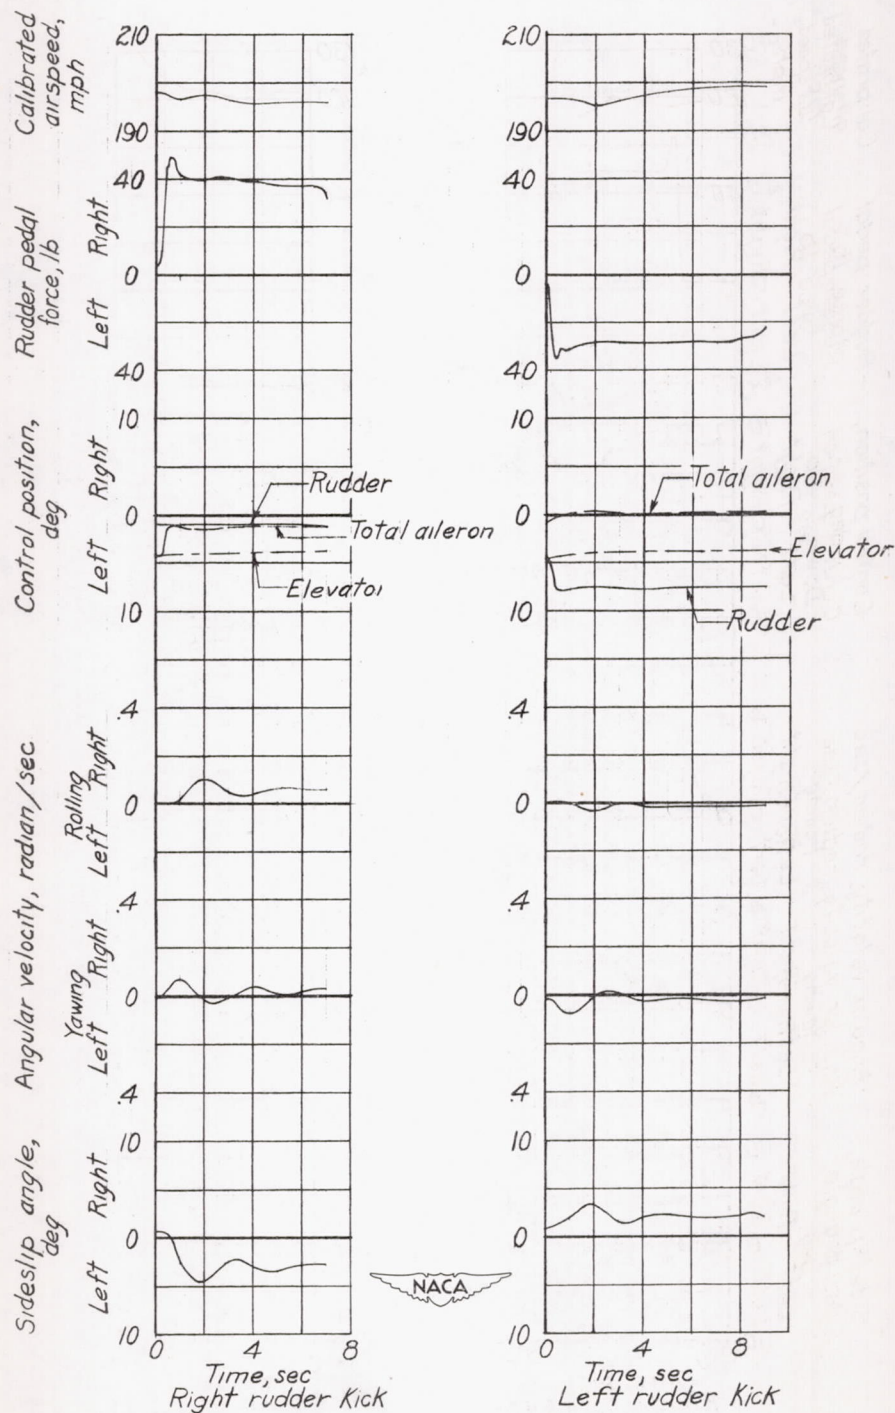 Calibrated
airspeed,
mph
210
190
Rudder pedal
force, lb
Left Right
40
0
40
Control position,
deg
Left Right
10
0
10
Rudder
Total aileron
Elevator
Angular velocity, radian/sec
Rolling
Left Right
.4
0
Yawing
Left Right
.4
0
.4
Sideslip angle,
deg
Left Right
10
0
10
0 4 8
Time, sec
Right rudder Kick
NACA
210
190
40
0
40
10
0
10
Total aileron
Elevator
Rudder
.4
0
.4
0
.4
10
0
10
0 4 8
Time, sec
Left rudder Kick